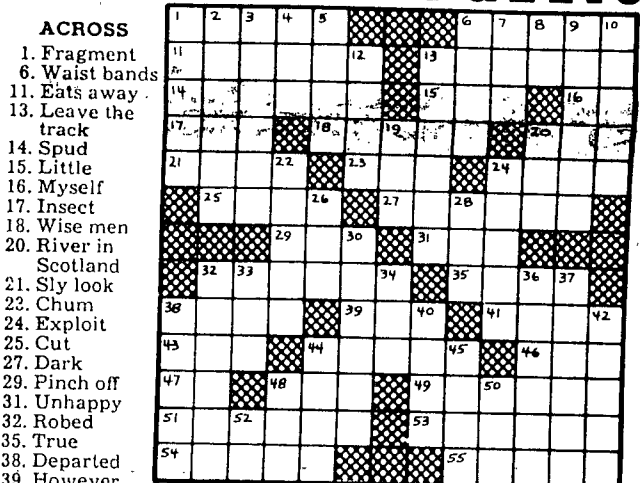 ACROSS
1. Fragment
6. Waist bands
11. Eats away
13. Leave the
track
14. Spud
15. Little
16. Myself
17. Insect
18. Wise men
20. River in
Scotland
21. Sly look
22. Chum
24. Exploit
25. Cut
27. Dark
29. Pinch off
31. Unhappy
32. Robed
35. True
38. Departed
39. However
1 2 3 4 5 6 7 8 9 10
11 12 13
14 15 16
17 18 19 20
21 22 23 24
25 26 27 28
29 30 31
32 33 34 35 36 37
38 39 40 41 42
43 44 45 46
47 48 49 50
51 52 53
54 55